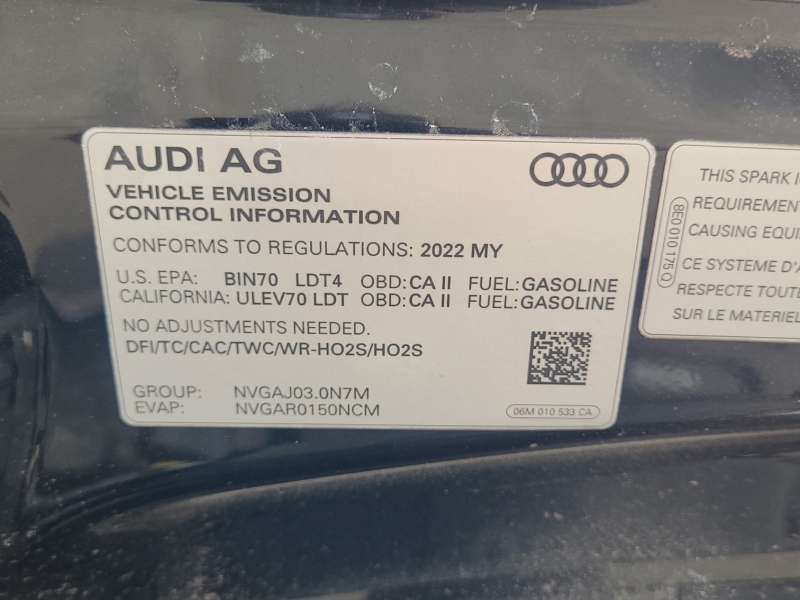 AUDI AG
VEHICLE EMISSION
CONTROL INFORMATION
CONFORMS TO REGULATIONS: 2022 MY
U.S. EPA: BIN70 LDT4 OBD: CA II FUEL: GASOLINE
CALIFORNIA: ULEV70 LDT OBD: CA II FUEL: GASOLINE
NO ADJUSTMENTS NEEDED.
DFI/TC/CAC/TWC/WR-HO2S/HO2S
GROUP: NVGAJ03.0N7M
EVAP: NVGAR0150NCM
06M 010 533 CA
THIS SPARK
REQUIREMEN
CAUSING EQUI
CE SYSTEME D'A
RESPECTE TOUTE
SUR LE MATERIEL
8E0 010 175 Q